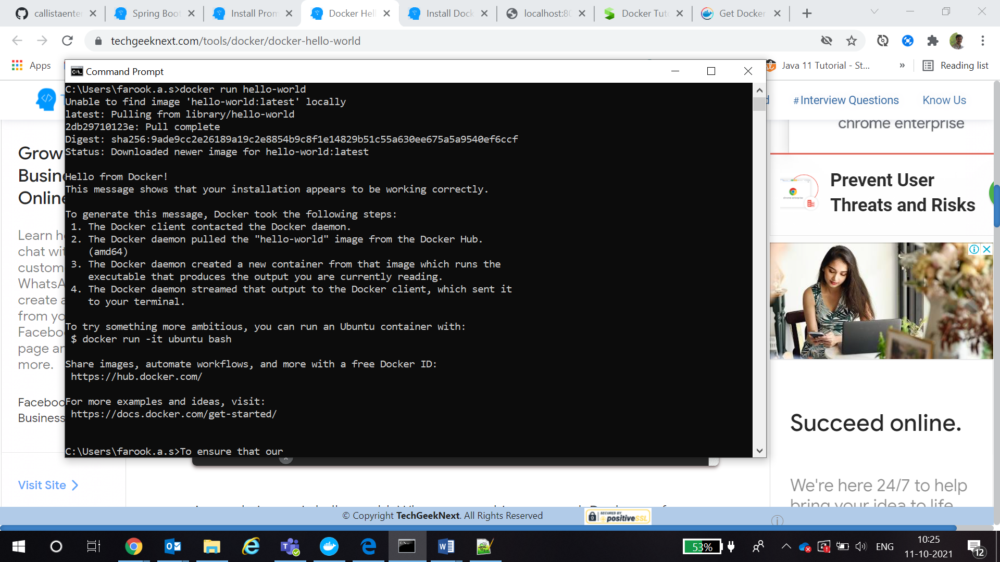 callistaenter
Spring Boot
Install Prom
Docker Hel
Install Dock
localhost:80
Docker Tuto
Get Docker
techgeeknext.com/tools/docker/docker-hello-world
Apps
Java 11 Tutorial - St...
»
Reading list
Command Prompt
C:\Users\farook.a.s>docker run hello-world
Unable to find image 'hello-world:latest' locally
latest: Pulling from library/hello-world
2db29710123e: Pull complete
Digest: sha256:9ade9cc2e26189a19c2e8854b9c8f1e14829b51c55a630ee675a5a9540ef6ccf
Status: Downloaded newer image for hello-world:latest
Hello from Docker!
This message shows that your installation appears to be working correctly.
To generate this message, Docker took the following steps:
1. The Docker client contacted the Docker daemon.
2. The Docker daemon pulled the "hello-world" image from the Docker Hub.
(amd64)
3. The Docker daemon created a new container from that image which runs the
executable that produces the output you are currently reading.
4. The Docker daemon streamed that output to the Docker client, which sent it
to your terminal.
To try something more ambitious, you can run an Ubuntu container with:
$ docker run -it ubuntu bash
Share images, automate workflows, and more with a free Docker ID:
https://hub.docker.com/
For more examples and ideas, visit:
https://docs.docker.com/get-started/
C:\Users\farook.a.s>To ensure that our
#Interview Questions
Know Us
Grow
Busine
Online
Learn h
chat wit
custom
WhatsA
create a
from yo
Facebo
page an
more.
Faceboo
Business
Visit Site
chrome enterprise
Prevent User
Threats and Risks
Succeed online.
We're here 24/7 to help
bring your idea to life
© Copyright TechGeekNext. All Rights Reserved
SECURED BY
positiveSSL
53%
ENG
10:25
11-10-2021
12